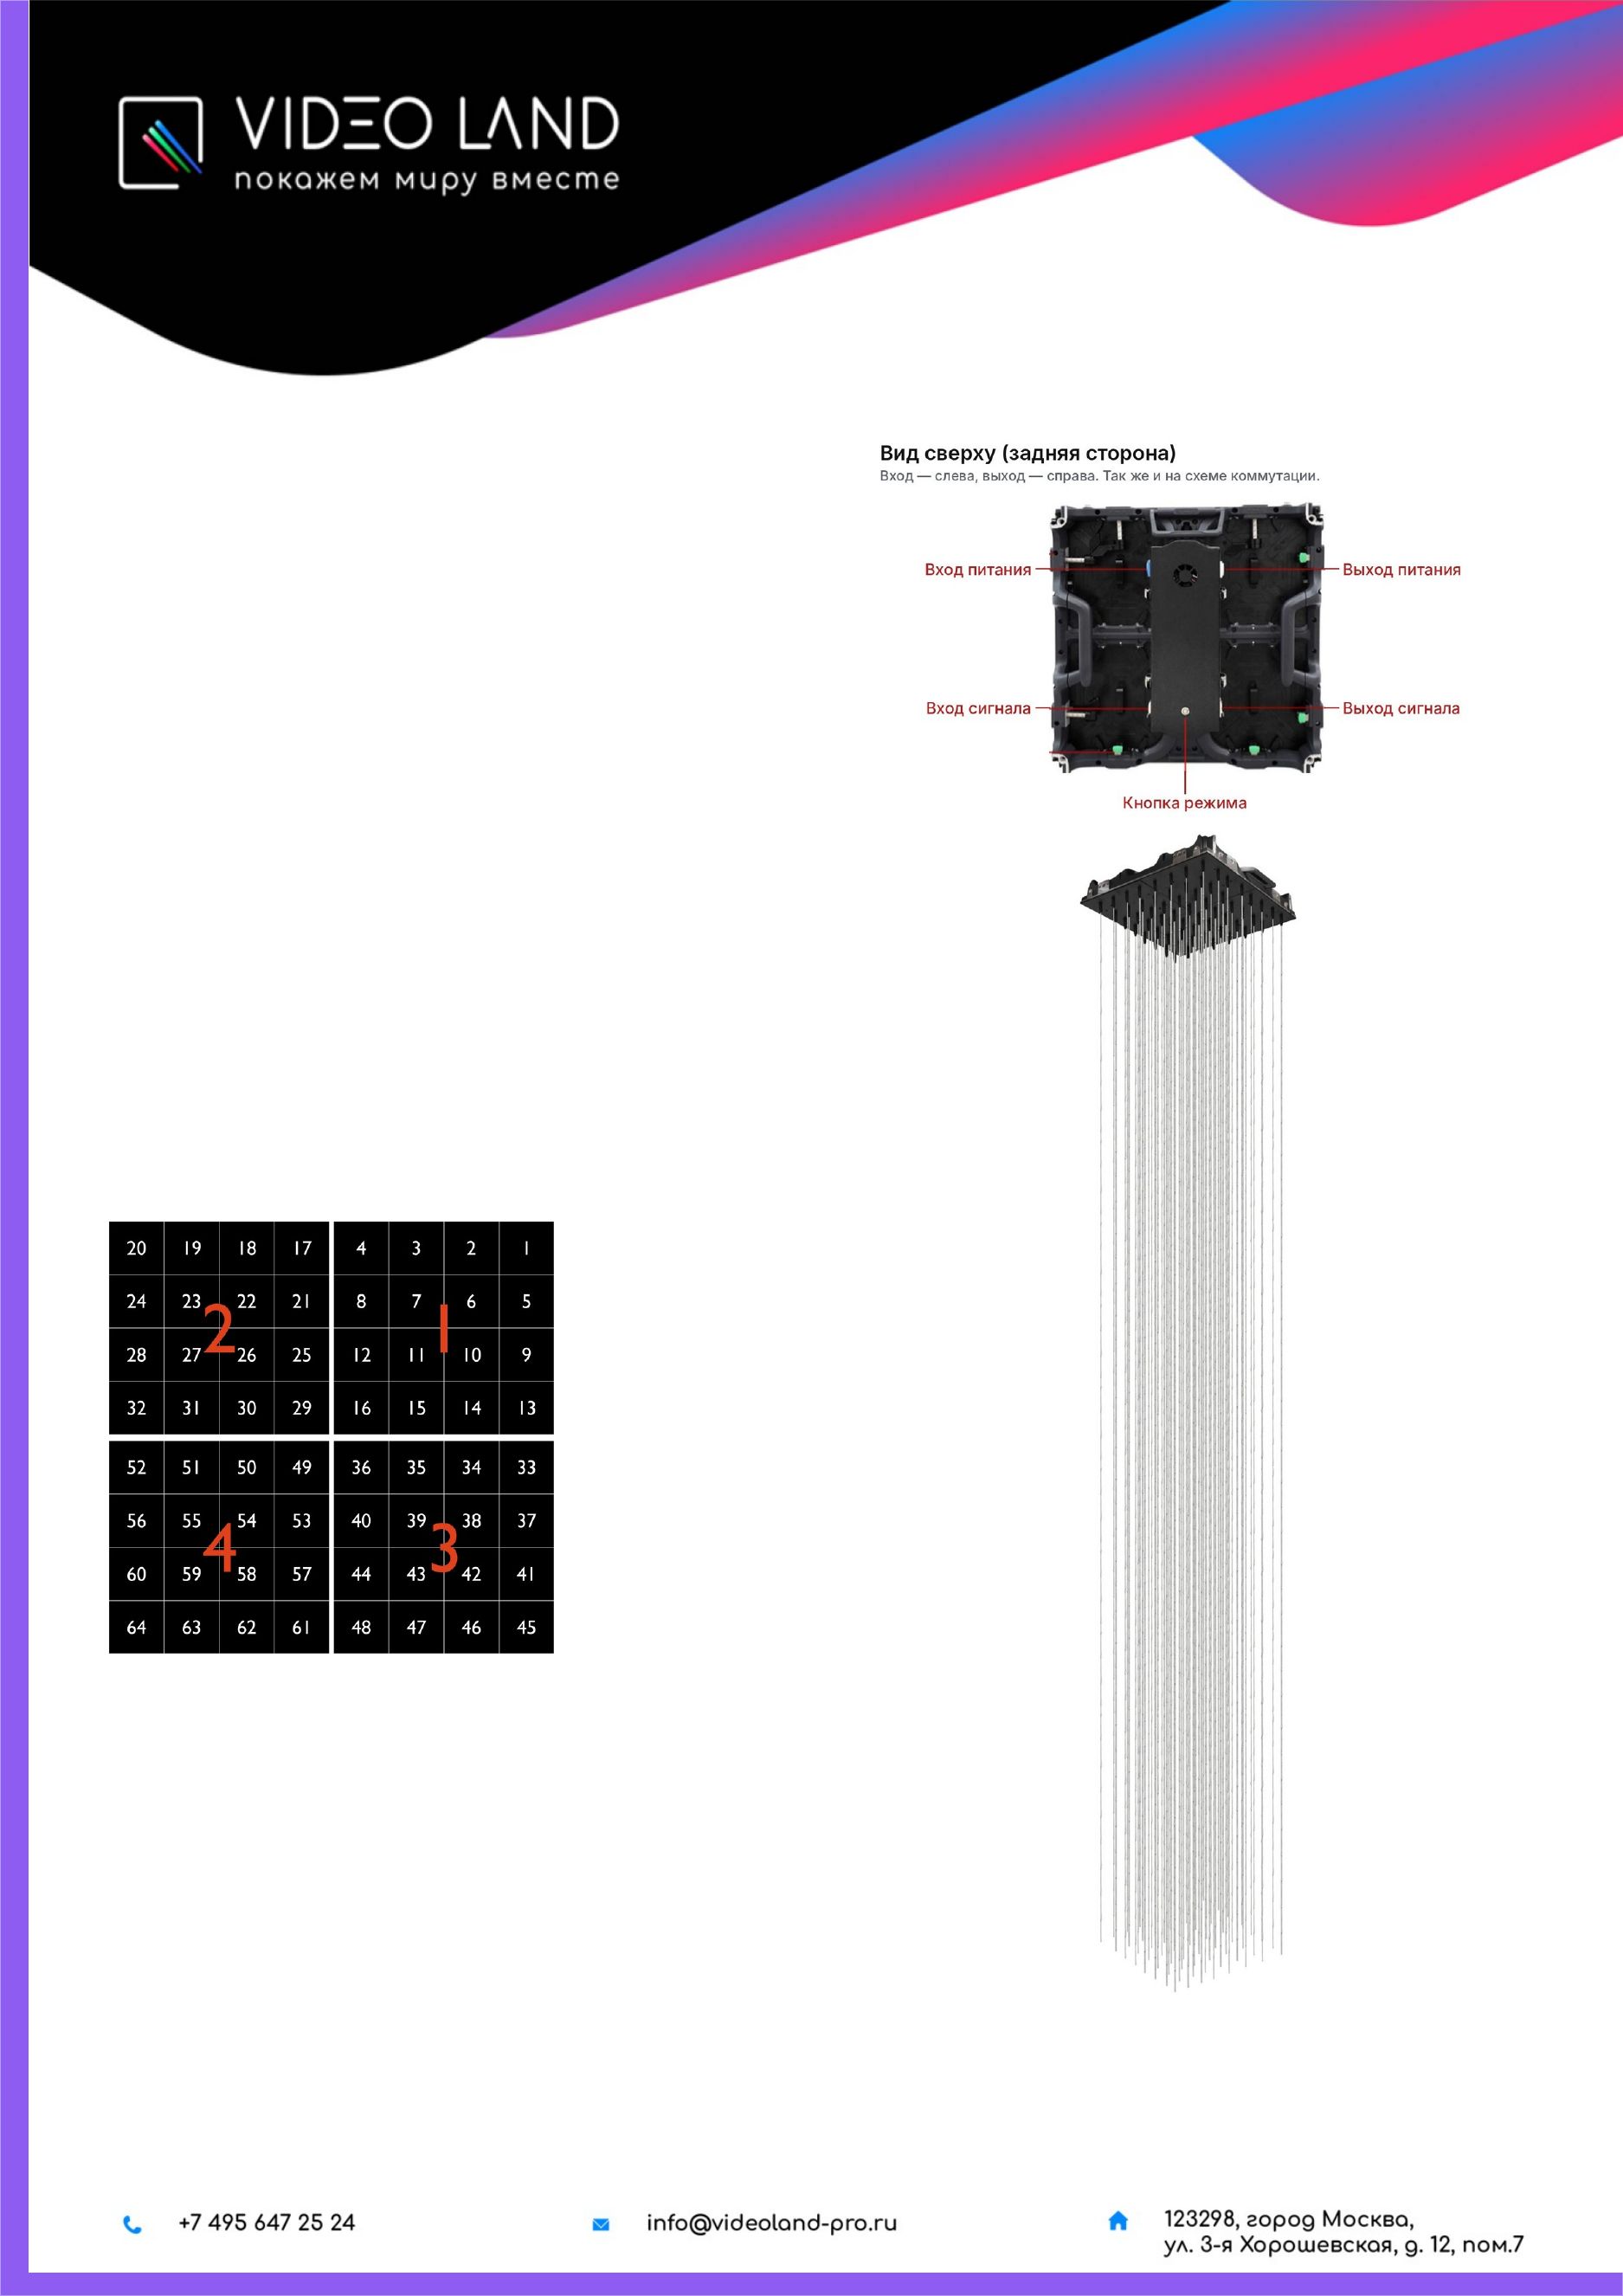 VIDEO LAND
покажем миру вместе
Вид сверху (задняя сторона)
Вход — слева, выход — справа. Так же и на схеме коммутации.
Вход питания
Выход питания
Вход сигнала
Выход сигнала
Кнопка режима
20 19 18 17 4 3 2 1
24 23 22 21 8 7 6 5
2 1
28 27 26 25 12 11 10 9
32 31 30 29 16 15 14 13
52 51 50 49 36 35 34 33
56 55 54 53 40 39 38 37
4 3
60 59 58 57 44 43 42 41
64 63 62 61 48 47 46 45
+7 495 647 25 24
info@videoland-pro.ru
123298, город Москва,
ул. 3-я Хорошевская, д. 12, пом.7